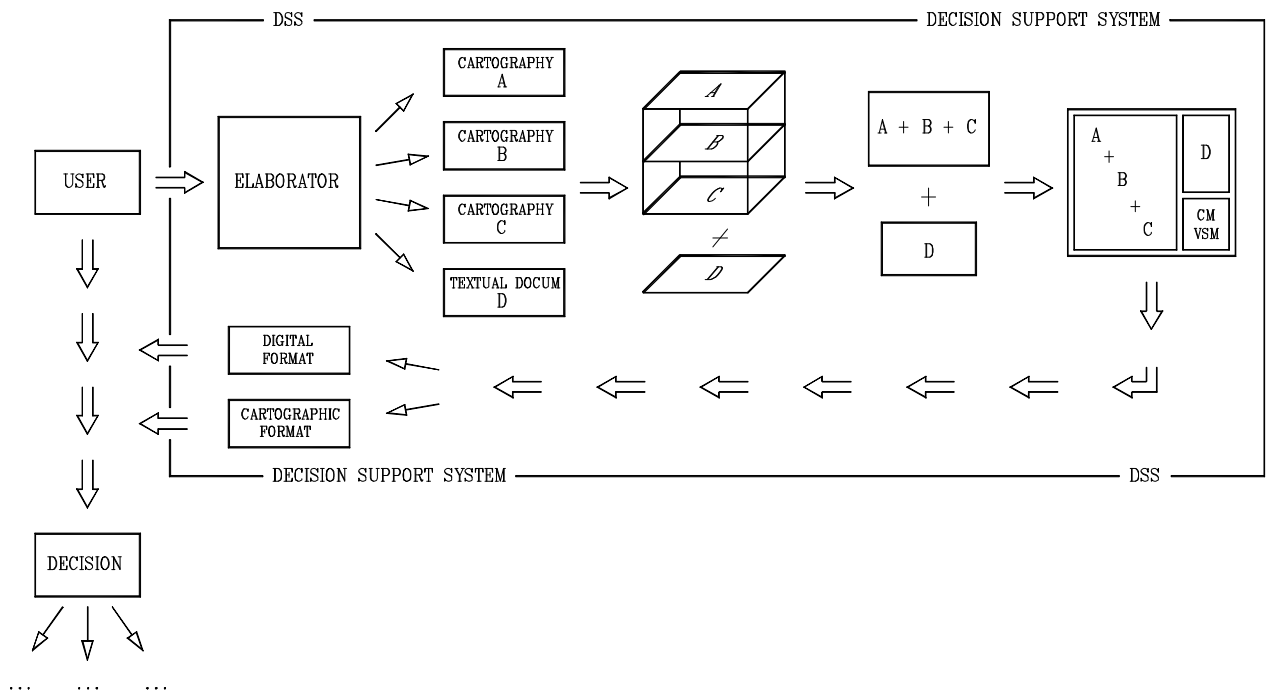 DSS
DECISION SUPPORT SYSTEM
USER
ELABORATOR
CARTOGRAPHY
A
CARTOGRAPHY
B
CARTOGRAPHY
C
TEXTUAL DOCUM
D
A
B
C
+
D
A + B + C
+
D
A
+
B
+
C
D
CM
VSM
DIGITAL
FORMAT
CARTOGRAPHIC
FORMAT
DECISION SUPPORT SYSTEM
DSS
DECISION
... ... ...